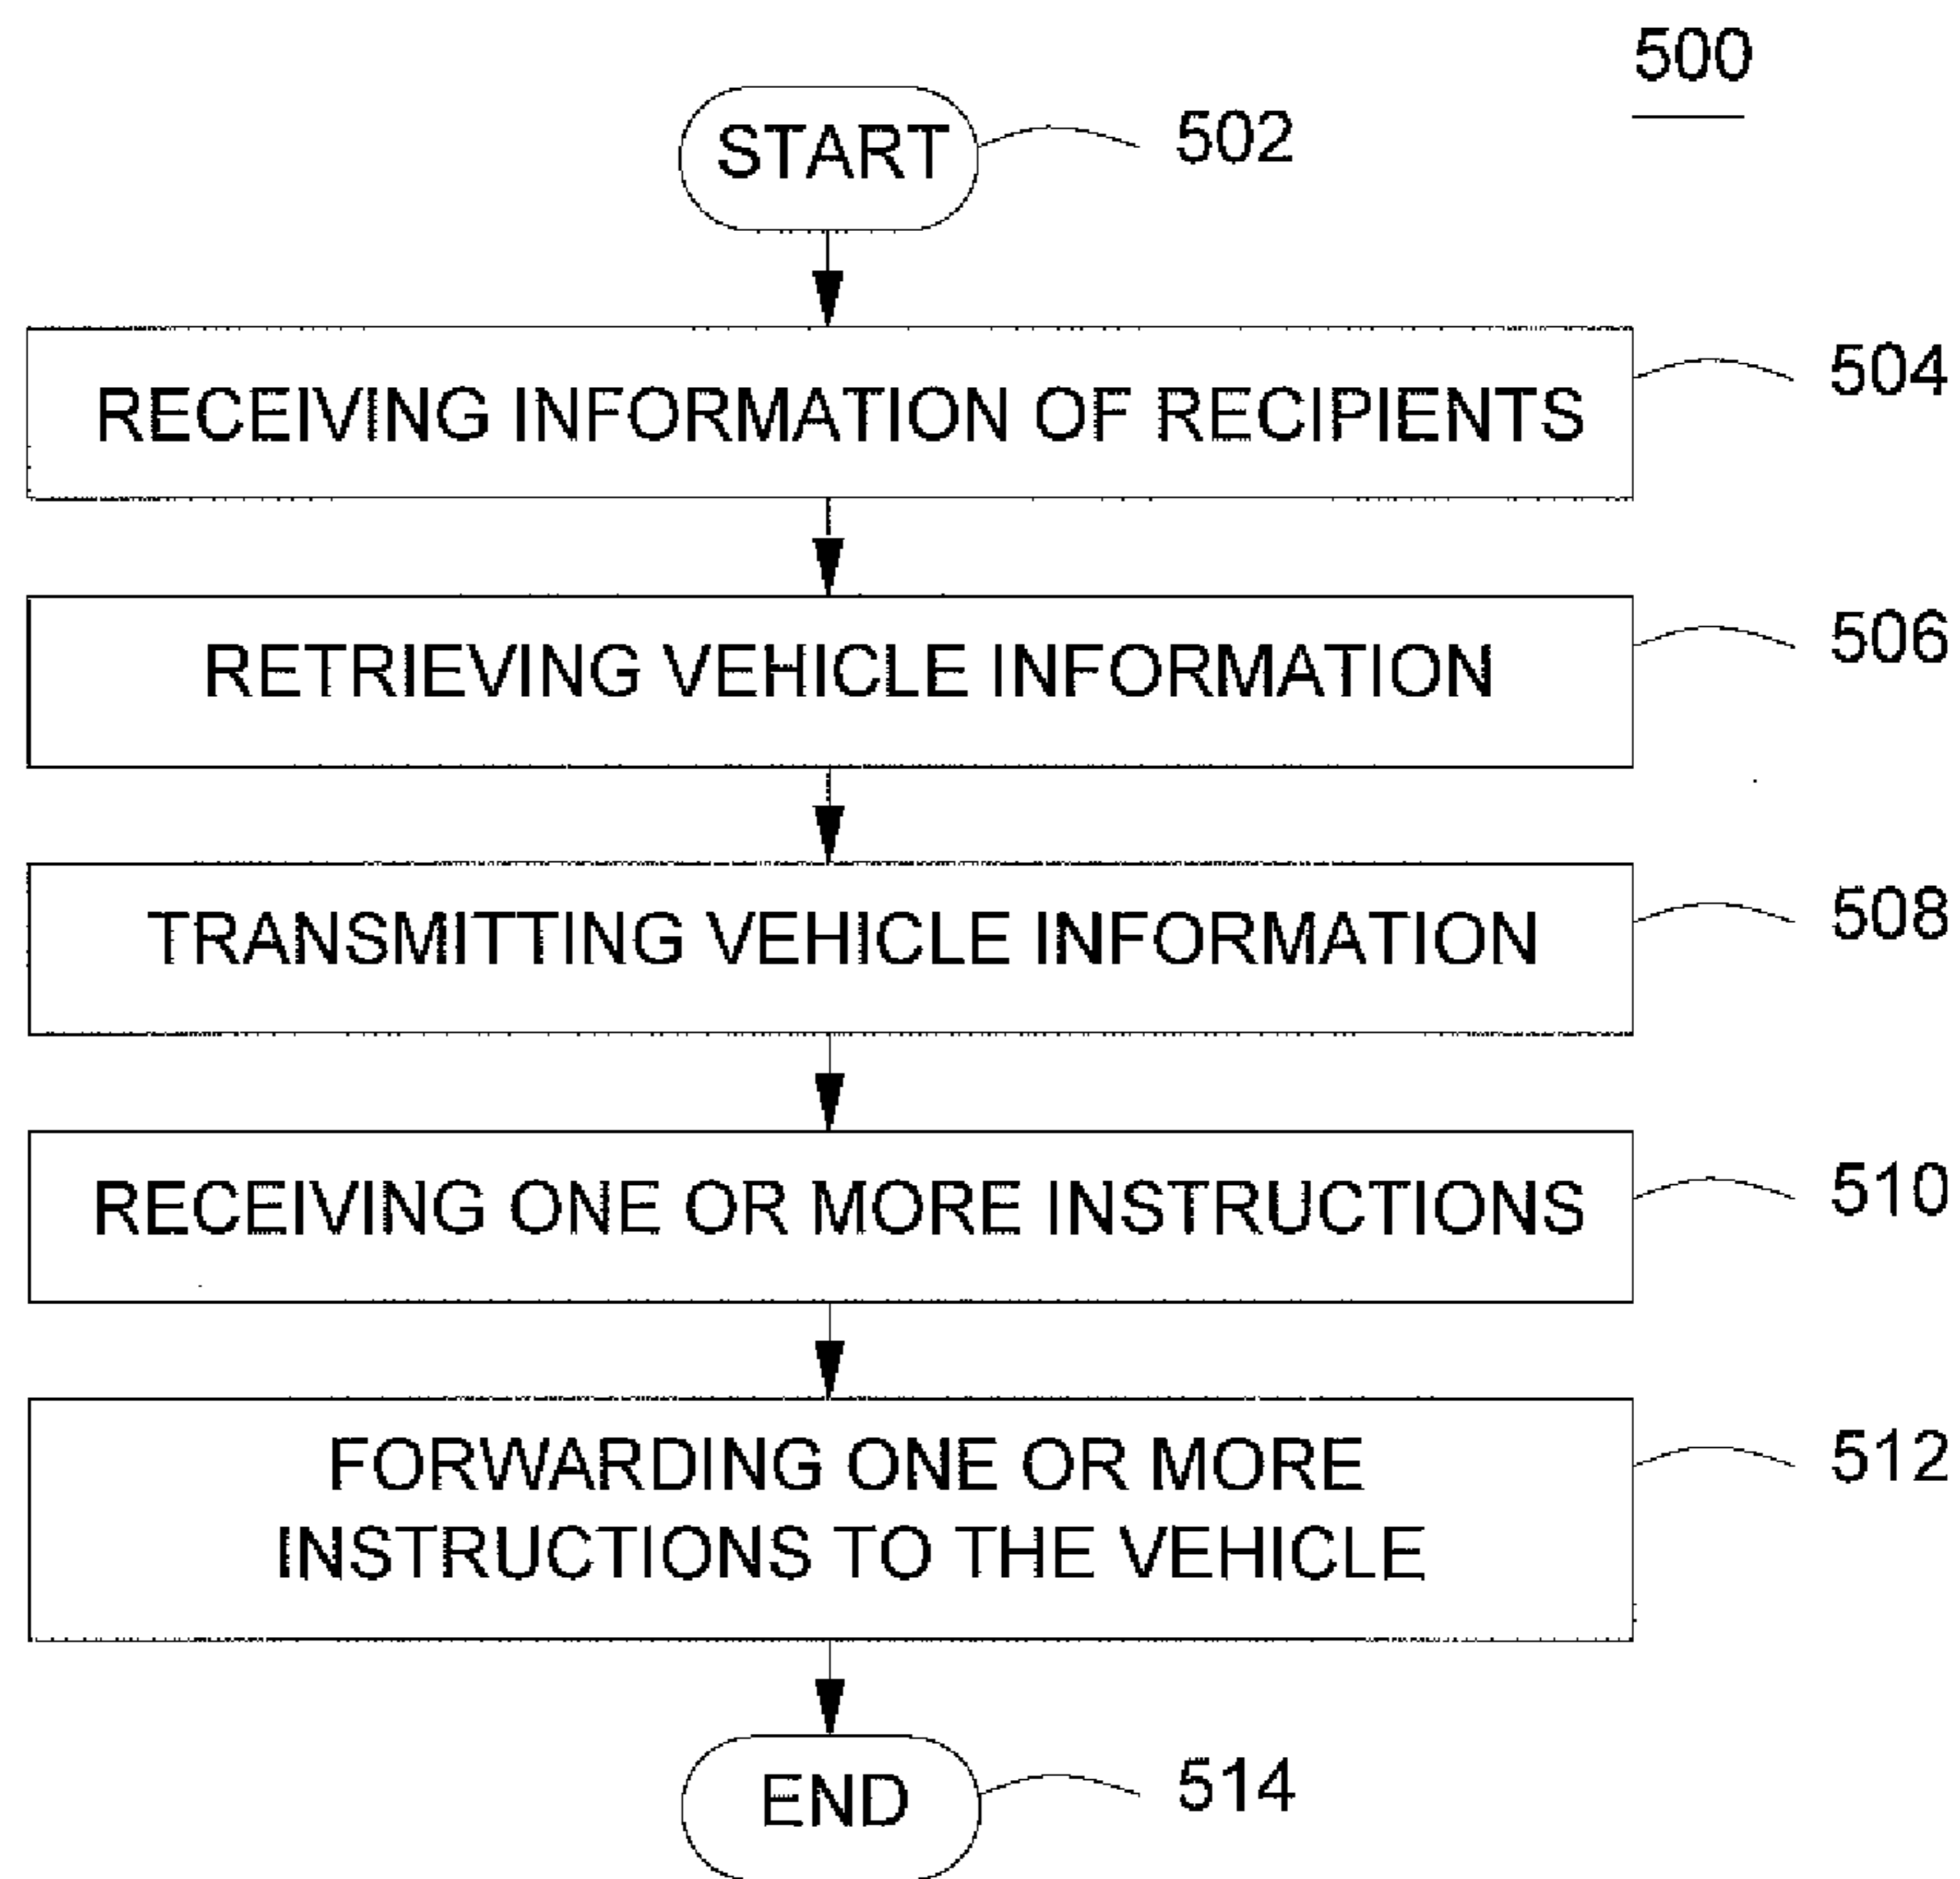 500
START
502
RECEIVING INFORMATION OF RECIPIENTS
504
RETRIEVING VEHICLE INFORMATION
506
TRANSMITTING VEHICLE INFORMATION
508
RECEIVING ONE OR MORE INSTRUCTIONS
510
FORWARDING ONE OR MORE
INSTRUCTIONS TO THE VEHICLE
512
END
514